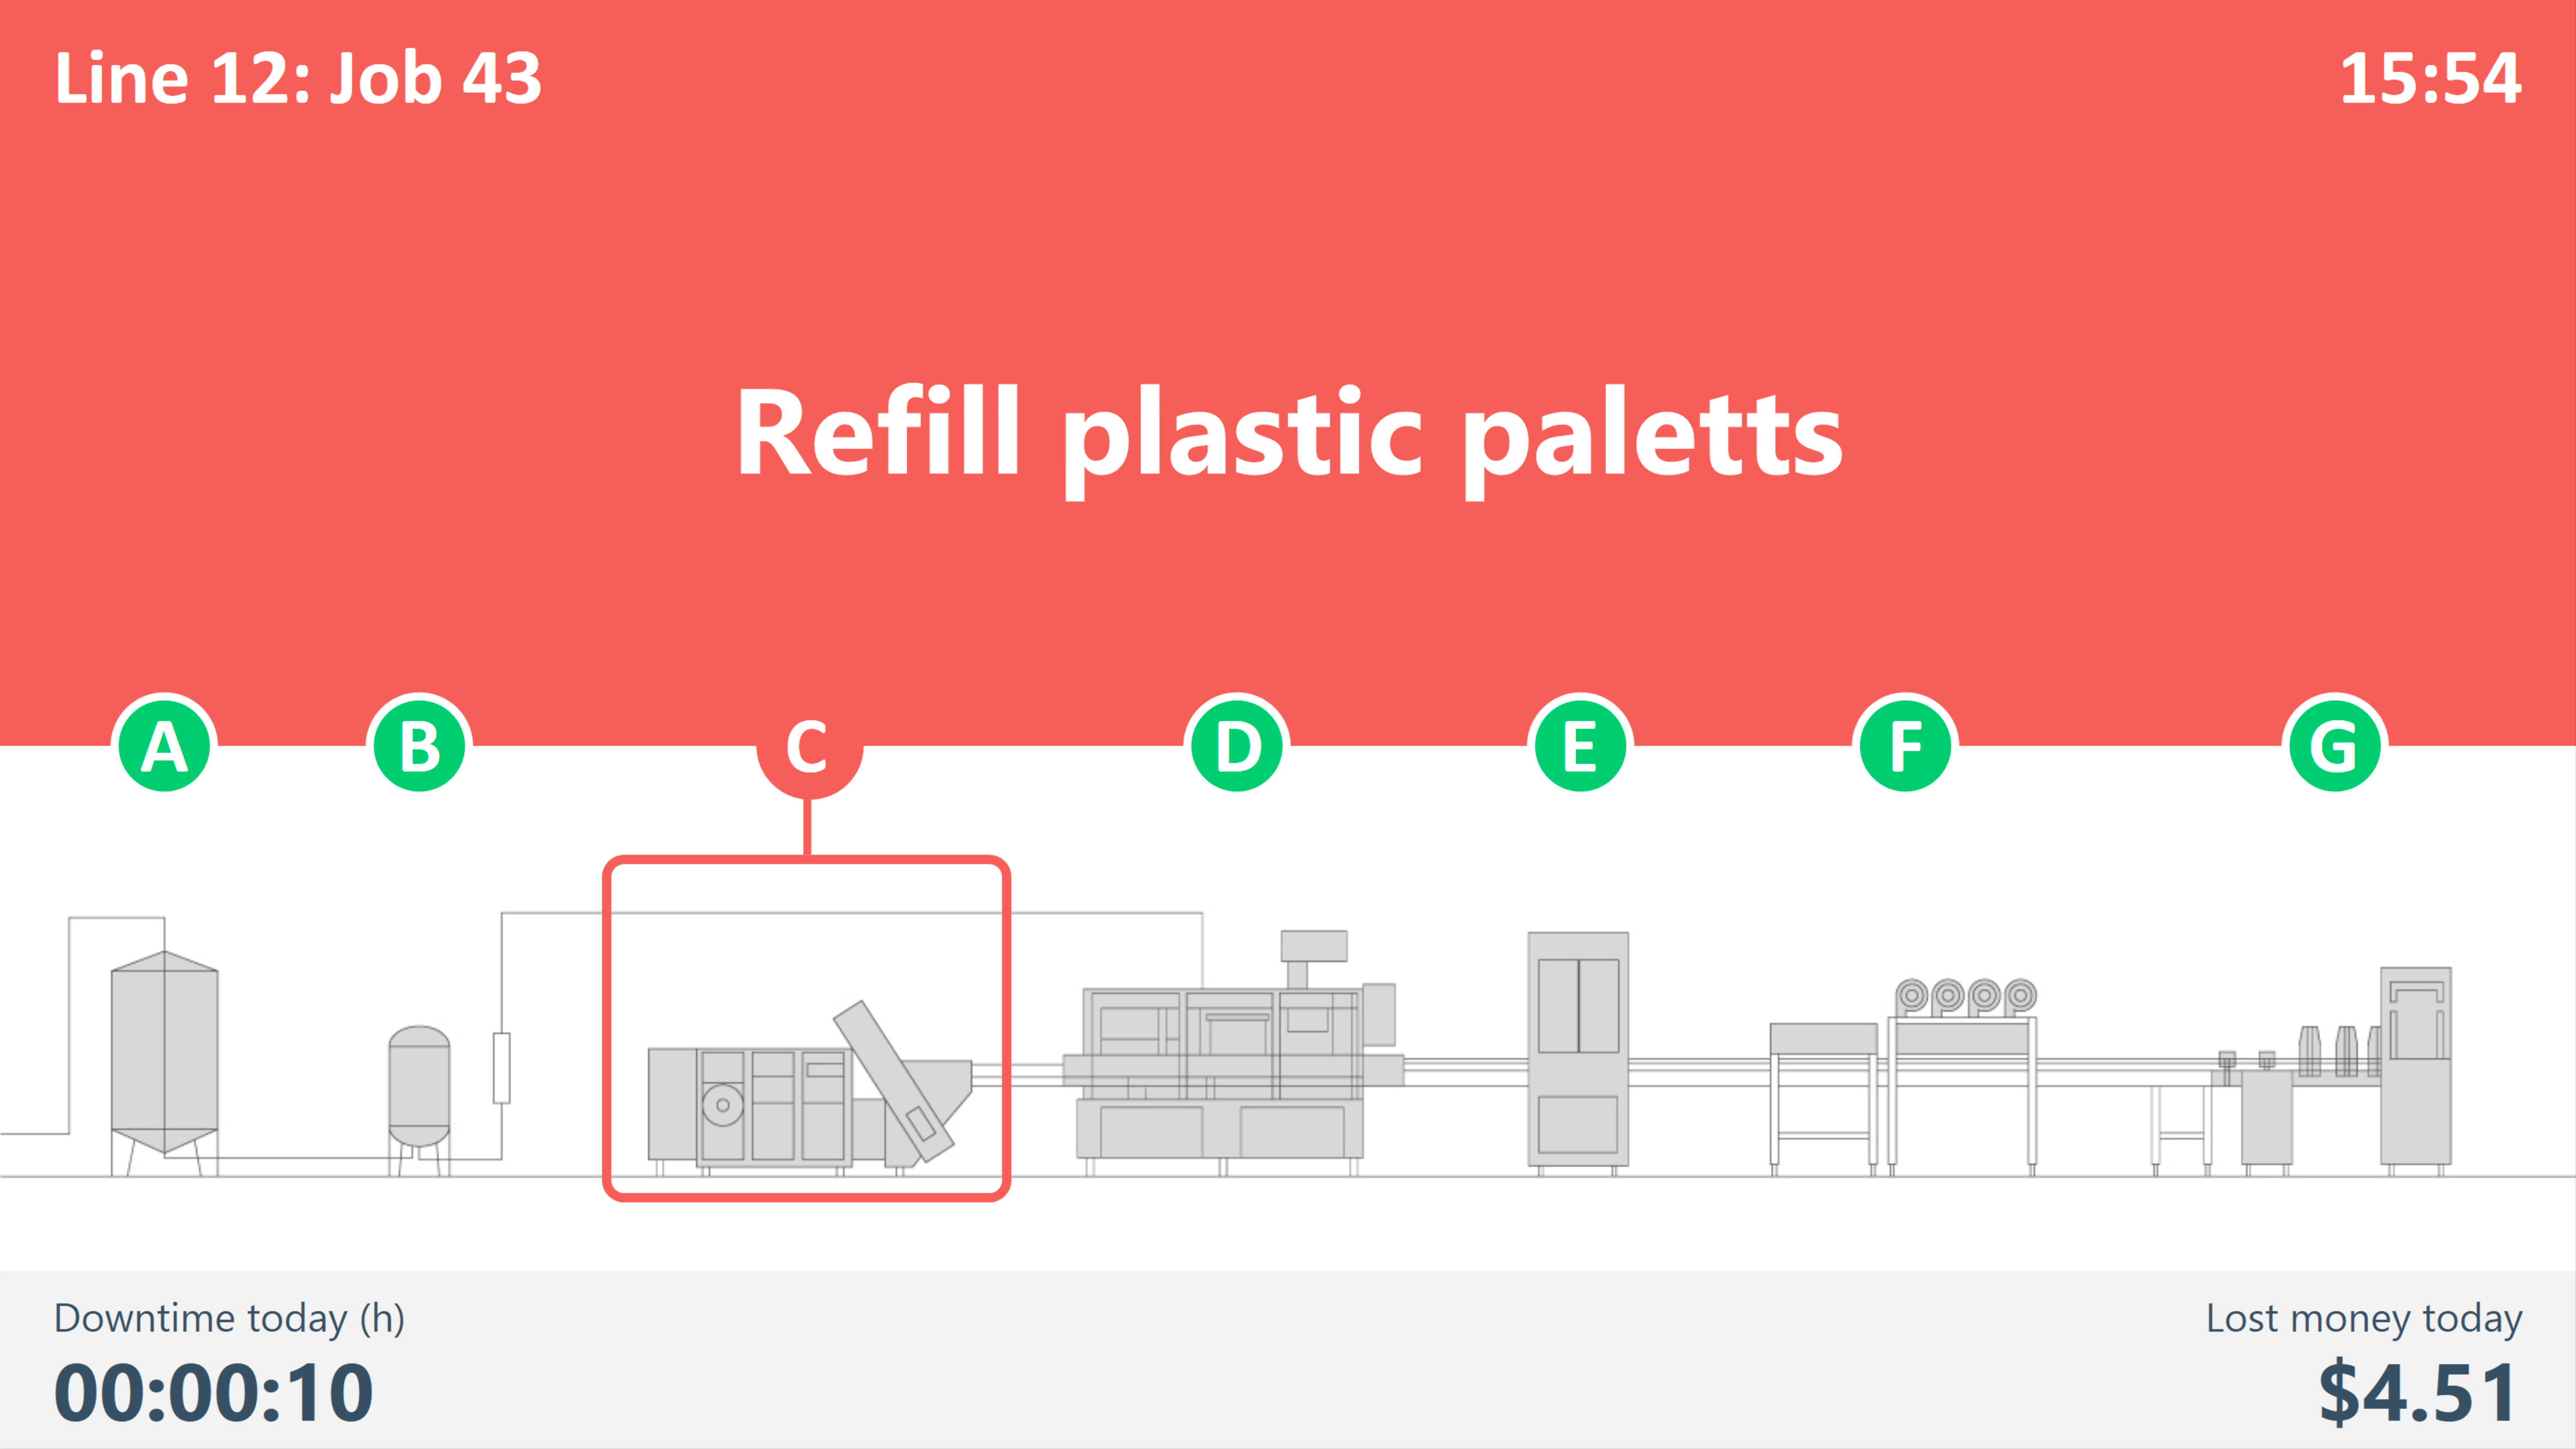 Line 12: Job 43
15:54
Refill plastic paletts
A
B
C
D
E
F
G
Downtime today (h)
00:00:10
Lost money today
$4.51